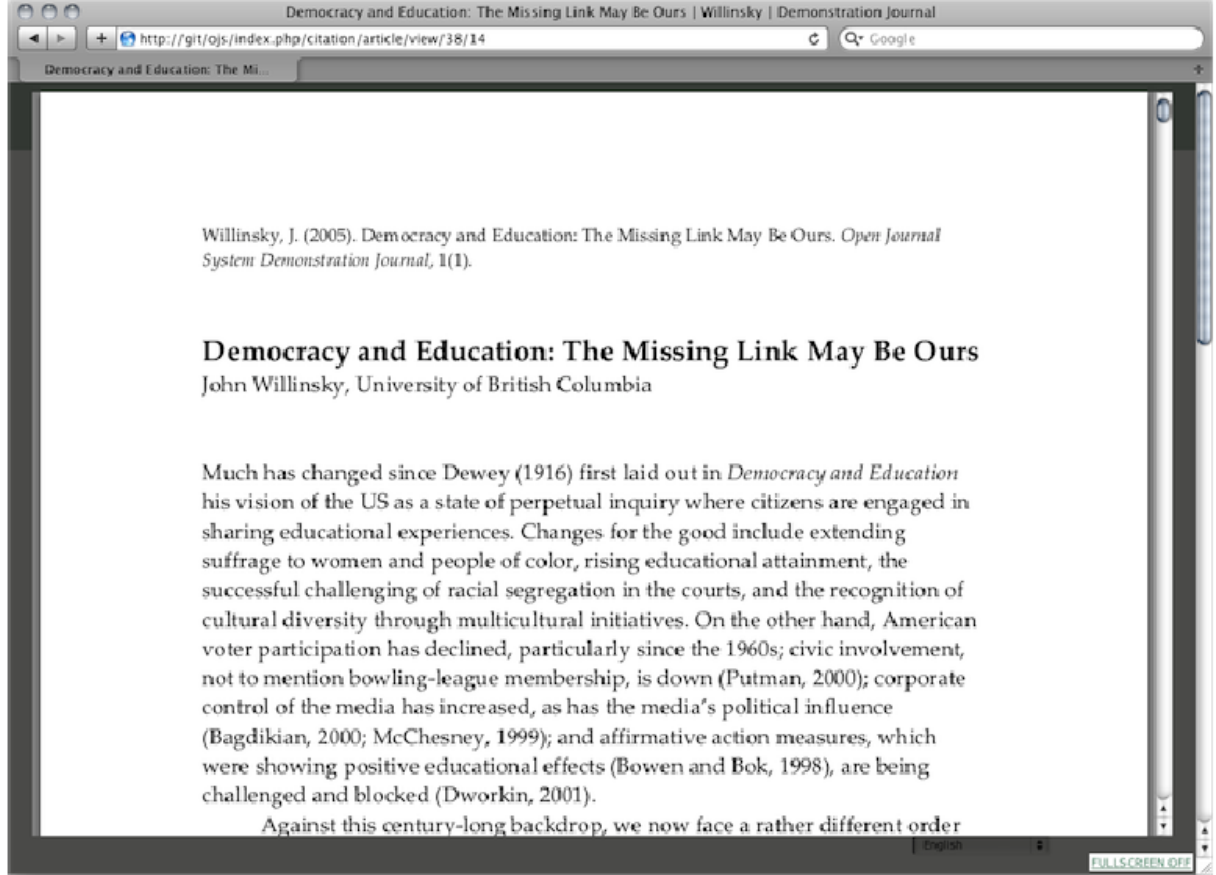 Democracy and Education: The Missing Link May Be Ours | Willinsky | Demonstration Journal
http://git/ojs/index.php/citation/article/view/38/14
Google
Democracy and Education: The Mi...
Willinsky, J. (2005). Democracy and Education: The Missing Link May Be Ours. Open Journal
System Demonstration Journal, 1(1).
Democracy and Education: The Missing Link May Be Ours
John Willinsky, University of British Columbia
Much has changed since Dewey (1916) first laid out in Democracy and Education
his vision of the US as a state of perpetual inquiry where citizens are engaged in
sharing educational experiences. Changes for the good include extending
suffrage to women and people of color, rising educational attainment, the
successful challenging of racial segregation in the courts, and the recognition of
cultural diversity through multicultural initiatives. On the other hand, American
voter participation has declined, particularly since the 1960s; civic involvement,
not to mention bowling-league membership, is down (Putman, 2000); corporate
control of the media has increased, as has the media's political influence
(Bagdikian, 2000; McChesney, 1999); and affirmative action measures, which
were showing positive educational effects (Bowen and Bok, 1998), are being
challenged and blocked (Dworkin, 2001).
Against this century-long backdrop, we now face a rather different order
English
FULLSCREEN OFF